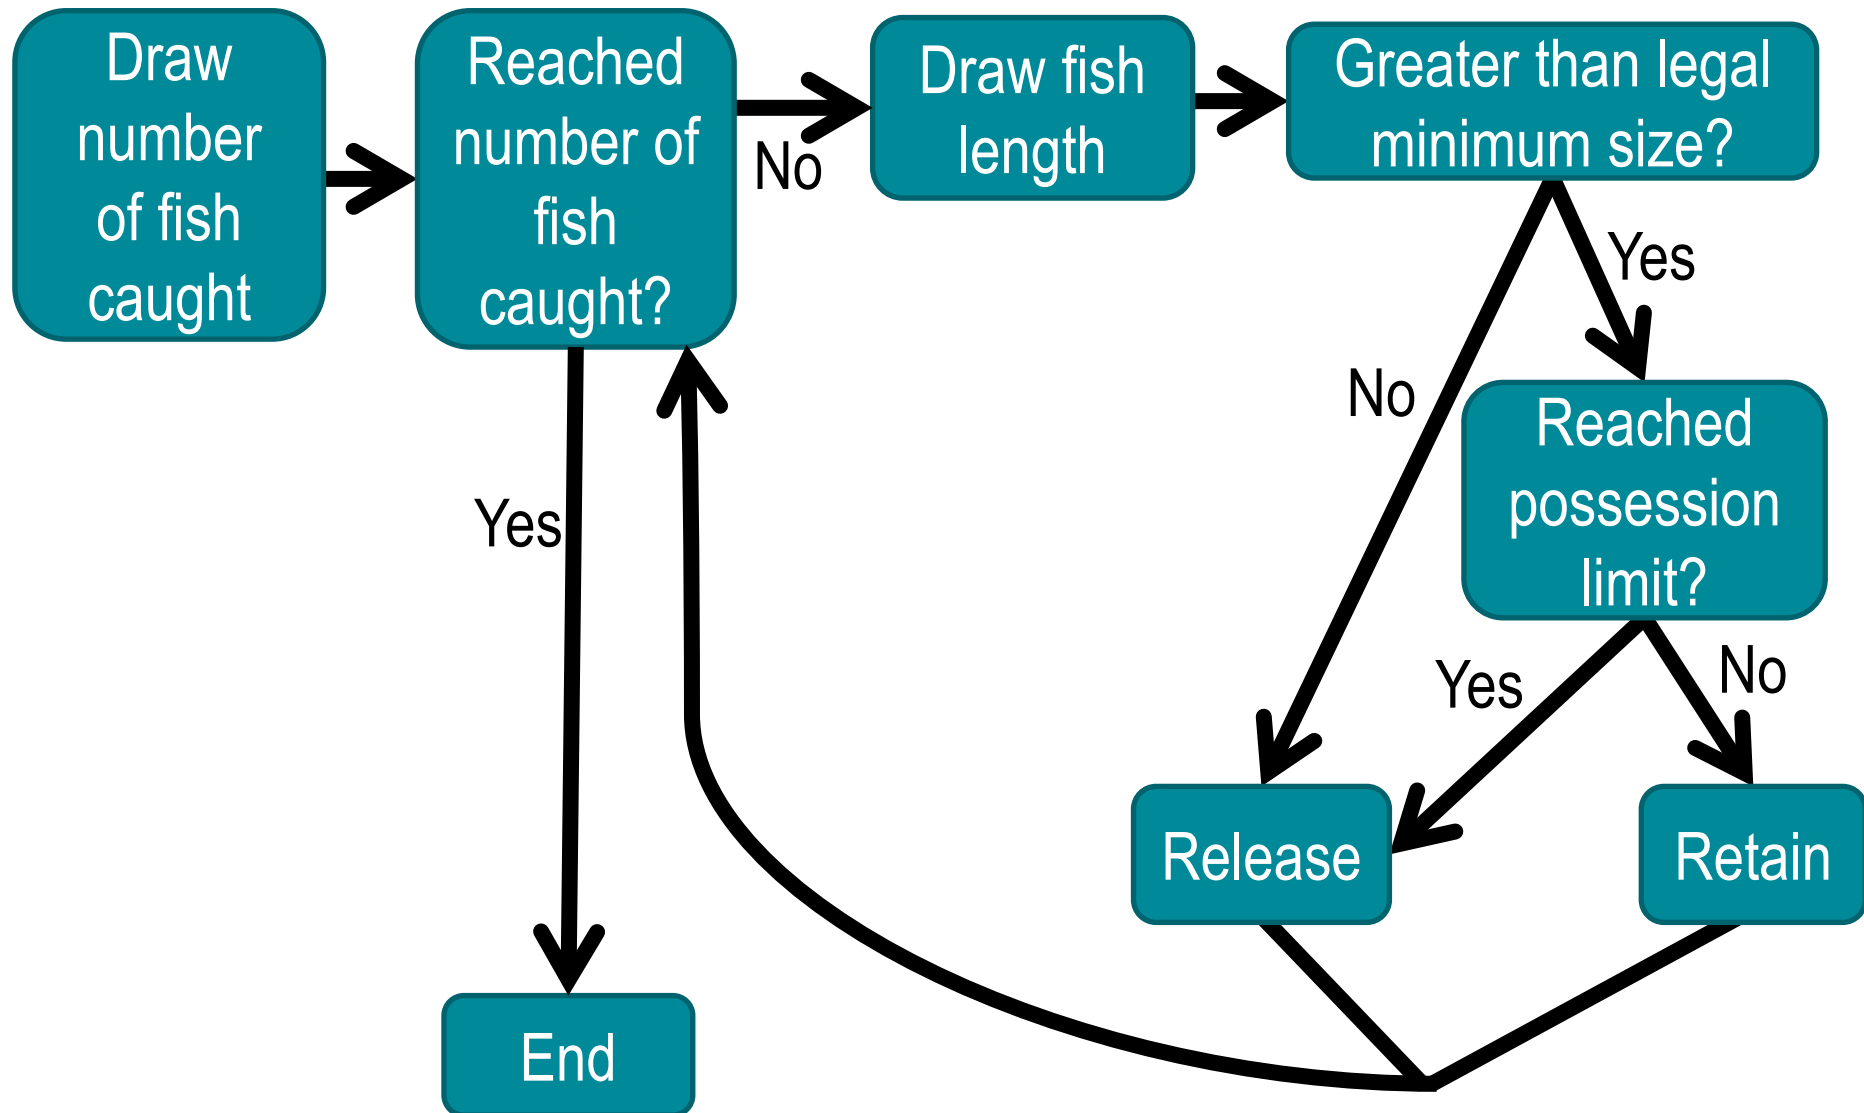 Draw
number
of fish
caught
Reached
number of
fish
caught?
No
Draw fish
length
Greater than legal
minimum size?
Yes
No
Reached
possession
limit?
Yes
Yes
No
Release
Retain
End